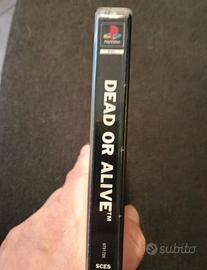 PlayStation
DEAD OR ALIVE™
SCES
subito